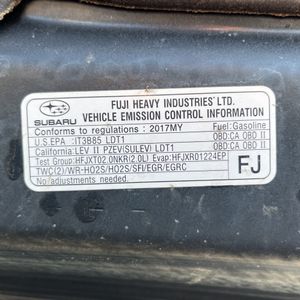 SUBARU
FUJI HEAVY INDUSTRIES LTD.
VEHICLE EMISSION CONTROL INFORMATION
Conforms to regulations : 2017MY Fuel:Gasoline
U.S.EPA :T3B85 LDT1 OBD:CA OBD II
California:LEV II PZEV(SULEV) LDT1 OBD:CA OBD II
Test Group:HFJXT02.0NKR(2.0L) Evap:HFJXR01224EP
TWC(2)/WR-HO2S/HO2S/SFI/EGR/EGRC
No adjustments needed.
FJ